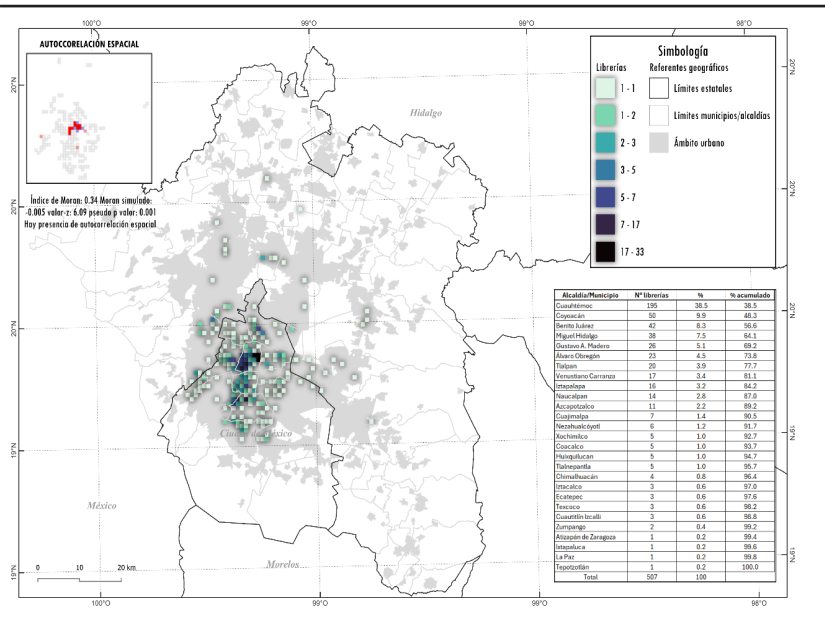 100°O 99°O 98°O
AUTOCCORELACIÓN ESPACIAL
Índice de Moran: 0.34 Moran simulado:
-0.005 valor-z: 6.09 pseudo p valor: 0.001
Hay presencia de autocorrelación espacial
Simbología
Librerías Referentes geográficos
1 - 1 Límites estatales
1 - 2 Límites municipios/alcaldías
2 - 3 Ámbito urbano
3 - 5
5 - 7
7 - 17
17 - 33
Hidalgo
Ciudad de México
México
Morelos
20°N
20°N
20°N
19°N
19°N
20°N
20°N
20°N
19°N
19°N
Alcaldía/Municipio N° librerías % % acumulado
Cuauhtémoc 195 38.5 38.5
Coyoacán 50 9.9 48.3
Benito Juárez 42 8.3 56.6
Miguel Hidalgo 38 7.5 64.1
Gustavo A. Madero 26 5.1 69.2
Álvaro Obregón 23 4.5 73.8
Tlalpan 20 3.9 77.7
Venustiano Carranza 17 3.4 81.1
Iztapalapa 16 3.2 84.2
Naucalpan 14 2.8 87.0
Azcapotzalco 11 2.2 89.2
Cuajimalpa 7 1.4 90.5
Nezahualcóyotl 6 1.2 91.7
Xochimilco 5 1.0 92.7
Coacalco 5 1.0 93.7
Huixquilucan 5 1.0 94.7
Tlalnepantla 5 1.0 95.7
Chimalhuacán 4 0.8 96.4
Iztacalco 3 0.6 97.0
Ecatepec 3 0.6 97.6
Texcoco 3 0.6 98.2
Cuautitlín Izcalli 3 0.6 98.8
Zumpango 2 0.4 99.2
Atizapán de Zaragoza 1 0.2 99.4
Ixtapaluca 1 0.2 99.6
La Paz 1 0.2 99.8
Tepotzotlán 1 0.2 100.0
Total 507 100
0 10 20 km
100°O 99°O 99°O 98°O